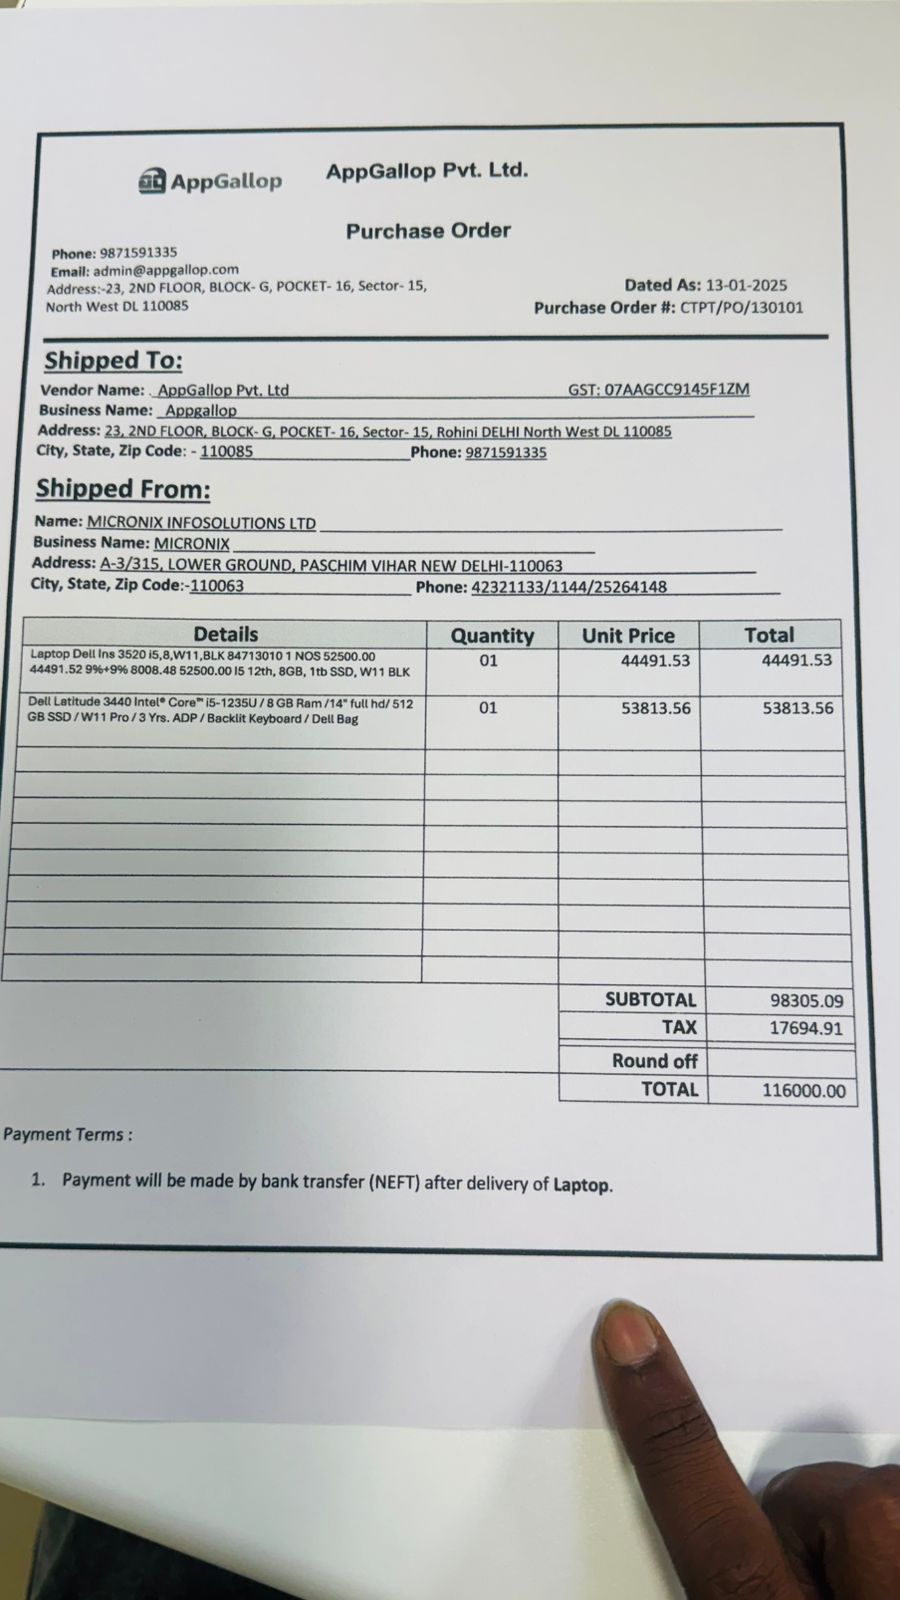 AppGallop
AppGallop Pvt. Ltd.
Purchase Order
Phone: 9871591335
Email: admin@appgallop.com
Address:-23, 2ND FLOOR, BLOCK- G, POCKET- 16, Sector- 15,
North West DL 110085
Dated As: 13-01-2025
Purchase Order #: CTPT/PO/130101
Shipped To:
Vendor Name: . AppGallop Pvt. Ltd GST: 07AAGCC9145F1ZM
Business Name: Appgallop
Address: 23, 2ND FLOOR, BLOCK- G, POCKET- 16, Sector- 15, Rohini DELHI North West DL 110085
City, State, Zip Code: - 110085 Phone: 9871591335
Shipped From:
Name: MICRONIX INFOSOLUTIONS LTD
Business Name: MICRONIX
Address: A-3/315, LOWER GROUND, PASCHIM VIHAR NEW DELHI-110063
City, State, Zip Code:-110063 Phone: 42321133/1144/25264148
Details Quantity Unit Price Total
Laptop Dell Ins 3520 i5,8,W11,BLK 84713010 1 NOS 52500.00
44491.52 9%+9% 8008.48 52500.00 I5 12th, 8GB, 1tb SSD, W11 BLK
01 44491.53 44491.53
Dell Latitude 3440 Intel® Core™ i5-1235U / 8 GB Ram /14" full hd/ 512
GB SSD / W11 Pro / 3 Yrs. ADP / Backlit Keyboard / Dell Bag
01 53813.56 53813.56
SUBTOTAL 98305.09
TAX 17694.91
Round off
TOTAL 116000.00
Payment Terms :
1. Payment will be made by bank transfer (NEFT) after delivery of Laptop.